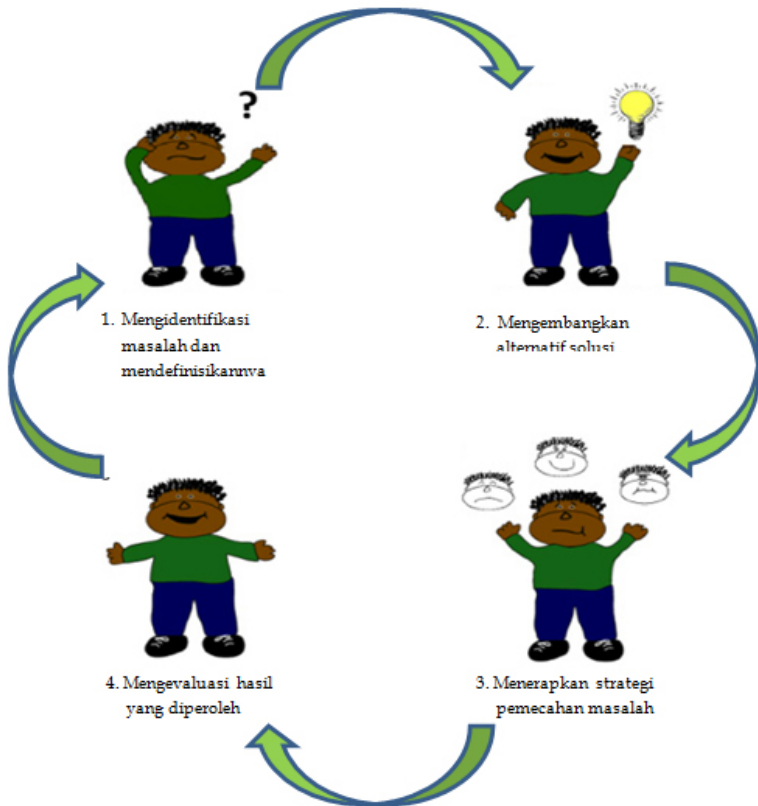 ?
1. Mengidentifikasi
masalah dan
mendefinisikannya
2. Mengembangkan
alternatif solusi
4. Mengevaluasi hasil
yang diperoleh
3. Menerapkan strategi
pemecahan masalah